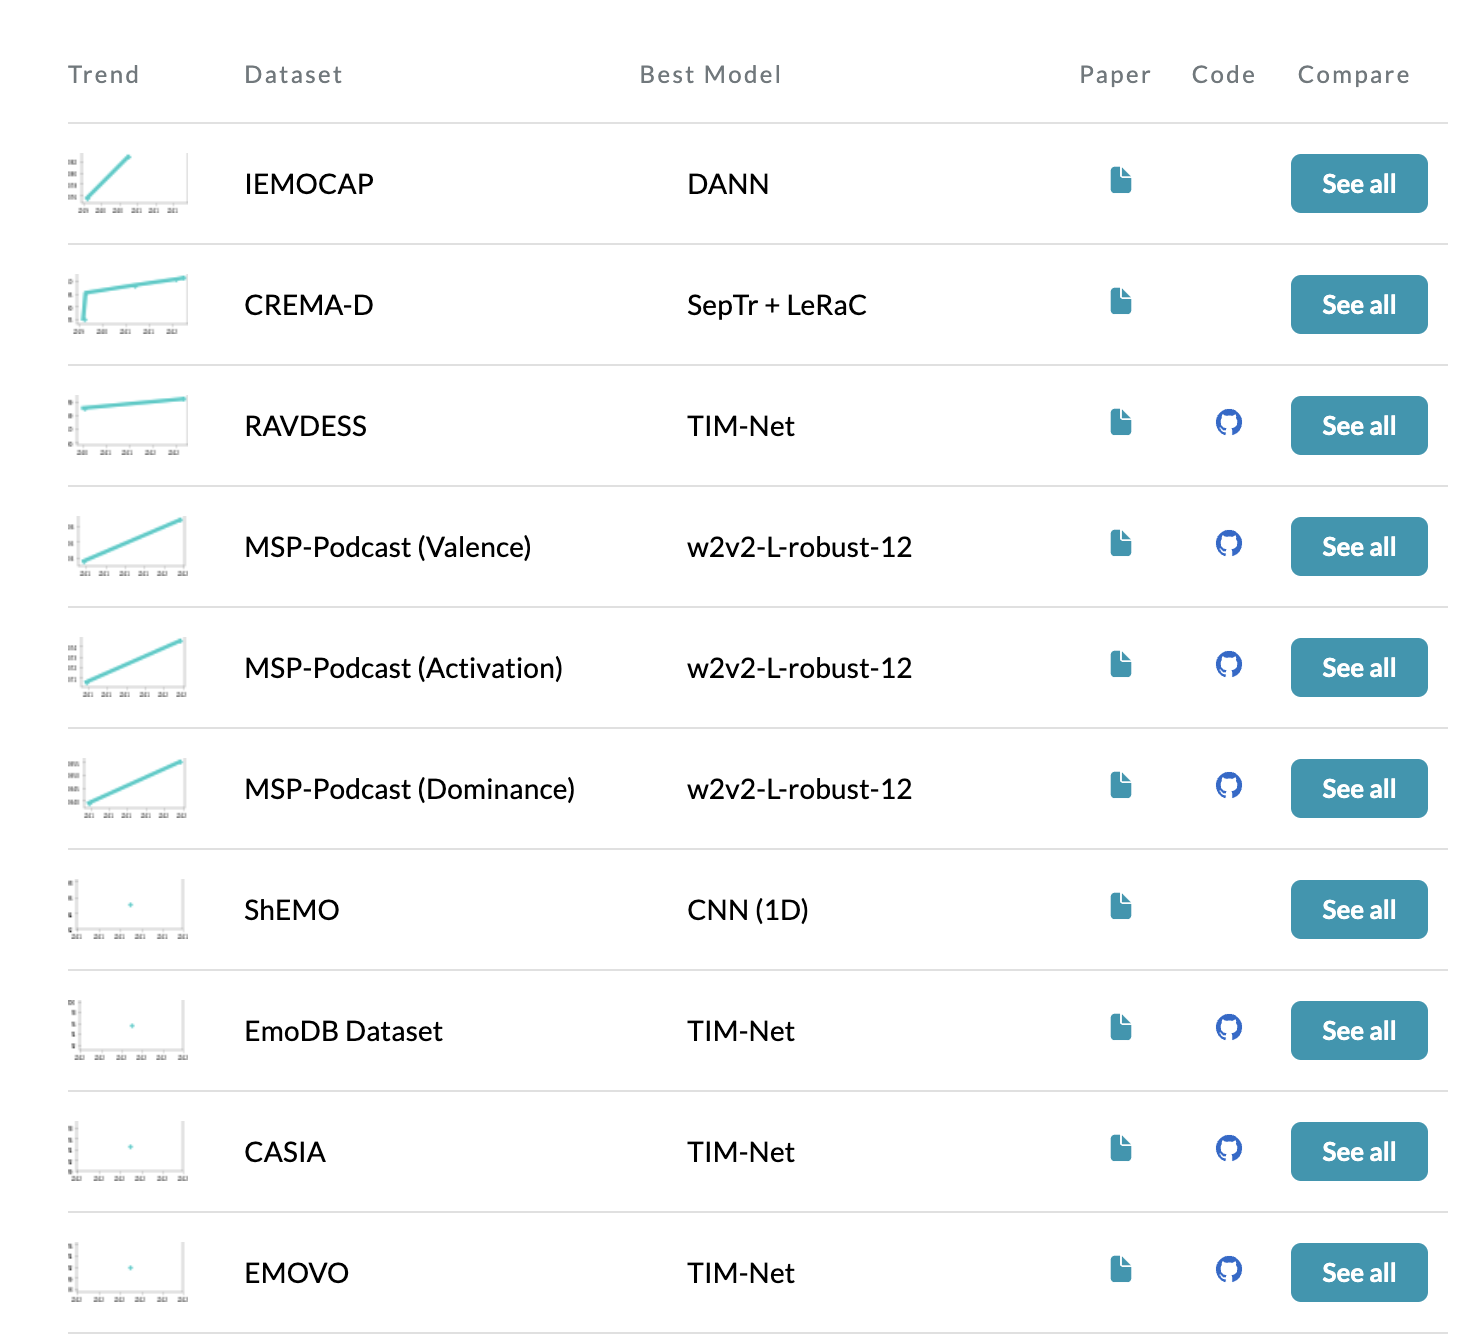 Trend Dataset Best Model Paper Code Compare
IEMOCAP DANN See all
CREMA-D SepTr + LeRaC See all
RAVDESS TIM-Net See all
MSP-Podcast (Valence) w2v2-L-robust-12 See all
MSP-Podcast (Activation) w2v2-L-robust-12 See all
MSP-Podcast (Dominance) w2v2-L-robust-12 See all
ShEMO CNN (1D) See all
EmoDB Dataset TIM-Net See all
CASIA TIM-Net See all
EMOVO TIM-Net See all